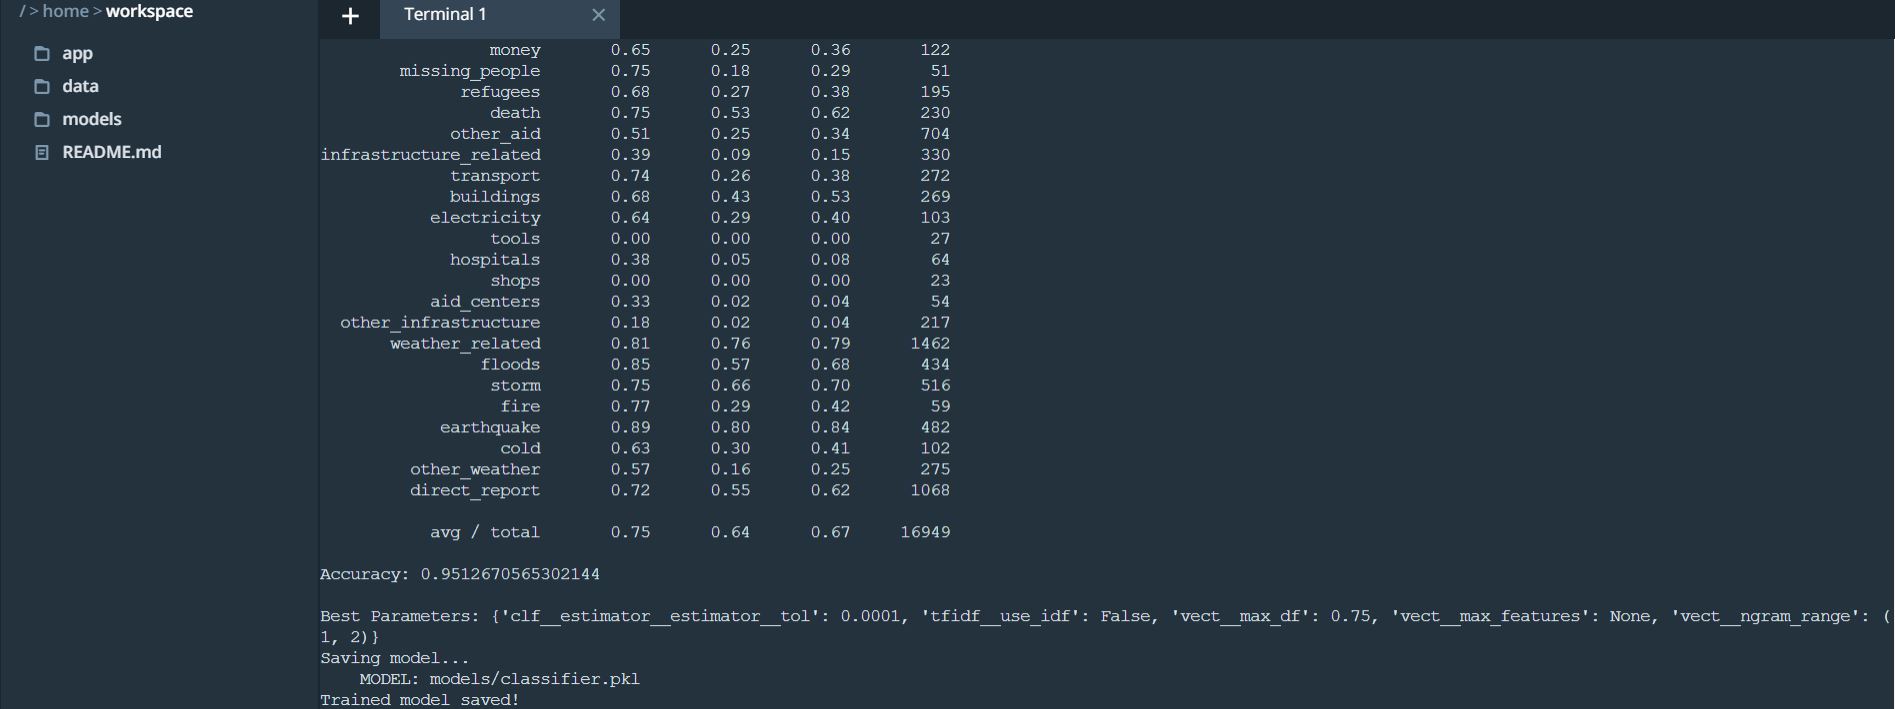 / > home > workspace
app
data
models
README.md
+ Terminal 1 ×
money 0.65 0.25 0.36 122
missing_people 0.75 0.18 0.29 51
refugees 0.68 0.27 0.38 195
death 0.75 0.53 0.62 230
other_aid 0.51 0.25 0.34 704
infrastructure_related 0.39 0.09 0.15 330
transport 0.74 0.26 0.38 272
buildings 0.68 0.43 0.53 269
electricity 0.64 0.29 0.40 103
tools 0.00 0.00 0.00 27
hospitals 0.38 0.05 0.08 64
shops 0.00 0.00 0.00 23
aid_centers 0.33 0.02 0.04 54
other_infrastructure 0.18 0.02 0.04 217
weather_related 0.81 0.76 0.79 1462
floods 0.85 0.57 0.68 434
storm 0.75 0.66 0.70 516
fire 0.77 0.29 0.42 59
earthquake 0.89 0.80 0.84 482
cold 0.63 0.30 0.41 102
other_weather 0.57 0.16 0.25 275
direct_report 0.72 0.55 0.62 1068
avg / total 0.75 0.64 0.67 16949
Accuracy: 0.9512670565302144
Best Parameters: {'clf__estimator__estimator__tol': 0.0001, 'tfidf__use_idf': False, 'vect__max_df': 0.75, 'vect__max_features': None, 'vect__ngram_range': (
1, 2)}
Saving model...
MODEL: models/classifier.pkl
Trained model saved!